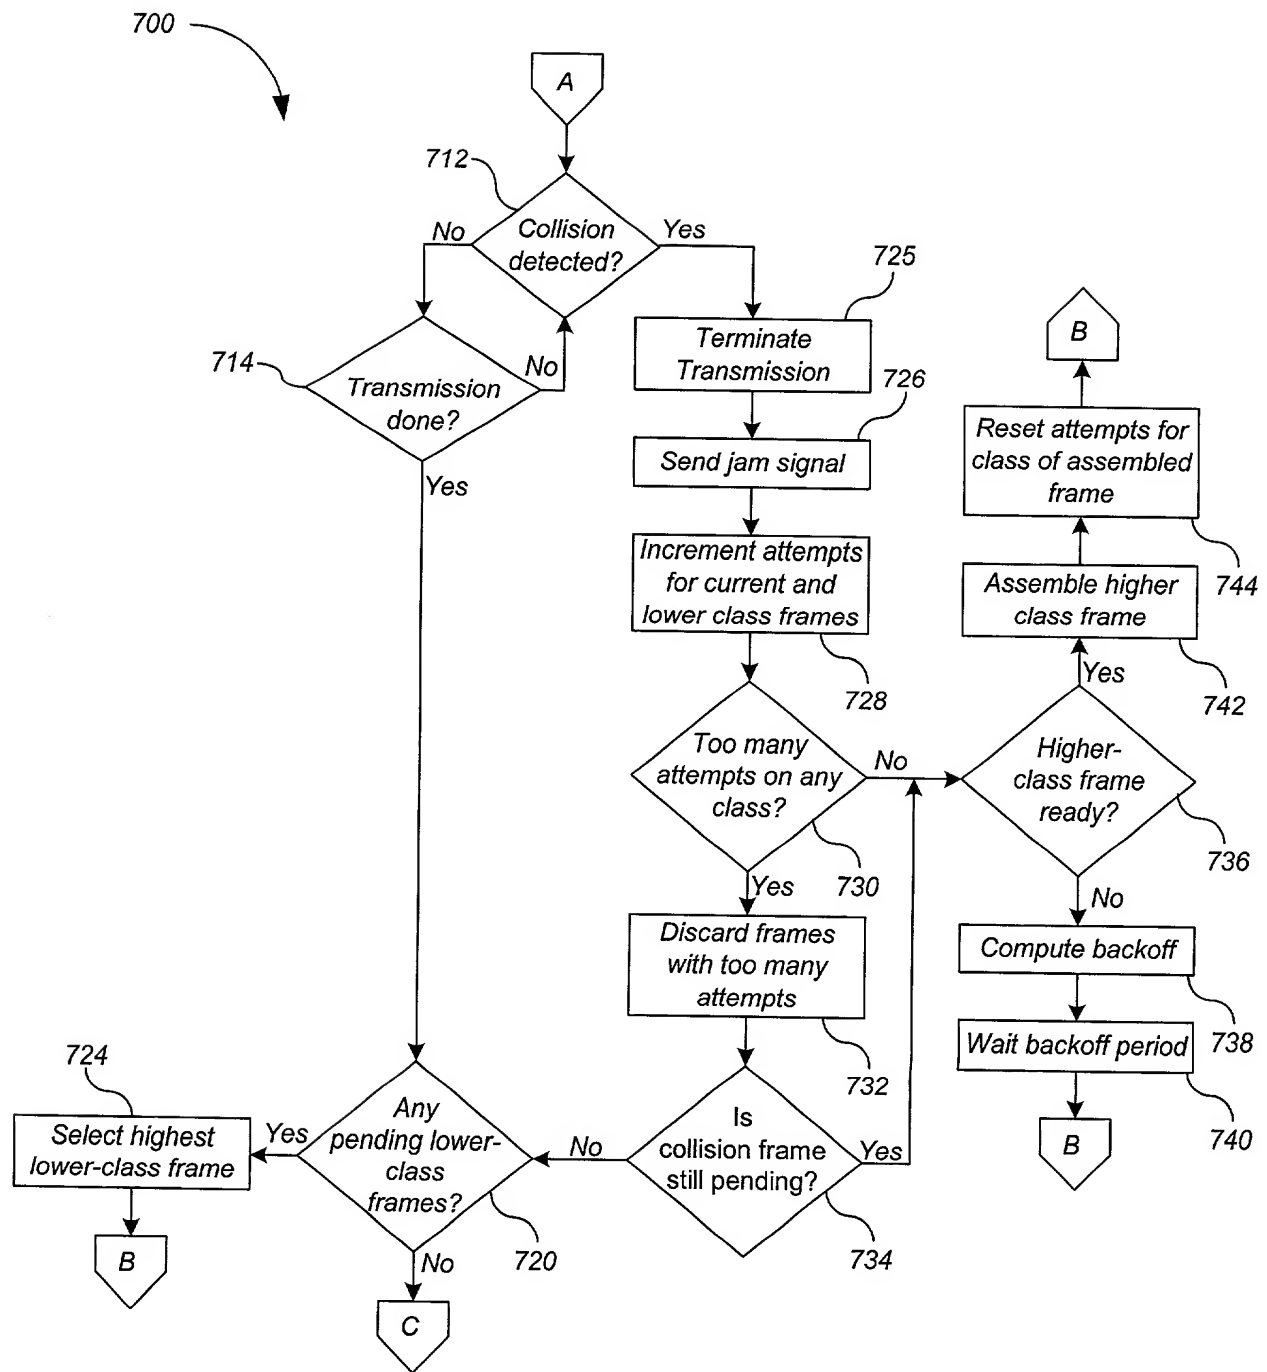 700
A
712
Collision
detected?
No
Yes
725
Terminate
Transmission
714
Transmission
done?
No
Yes
726
Send jam signal
B
Reset attempts for
class of assembled
frame
744
Increment attempts
for current and
lower class frames
728
Assemble higher
class frame
742
Yes
Too many
attempts on any
class?
No
730
Yes
Higher-
class frame
ready?
736
No
Discard frames
with too many
attempts
732
Compute backoff
738
Wait backoff period
740
B
724
Select highest
lower-class frame
Yes
B
Any
pending lower-
class
frames?
720
No
C
No
Is
collision frame
still pending?
Yes
734